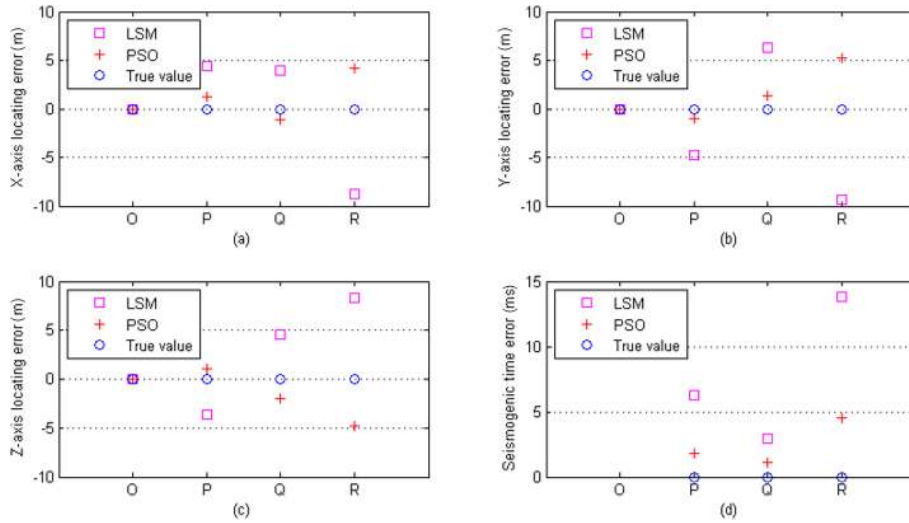 X-axis locating error (m)
10
5
0
-5
-10
LSM
PSO
True value
O P Q R
(a)
Y-axis locating error (m)
10
5
0
-5
-10
LSM
PSO
True value
O P Q R
(b)
Z-axis locating error (m)
10
5
0
-5
-10
LSM
PSO
True value
O P Q R
(c)
Seismogenic time error (ms)
15
10
5
0
LSM
PSO
True value
O P Q R
(d)